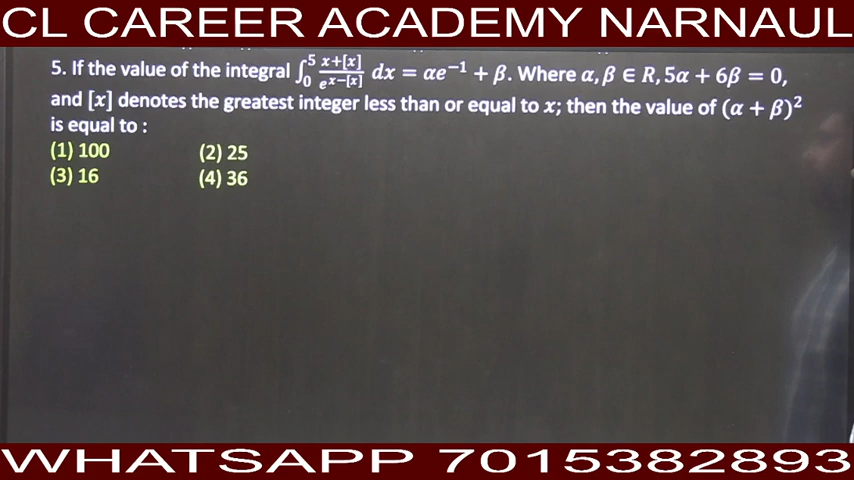 CL CAREER ACADEMY NARNAUL
5. If the value of the integral ∫₀⁵ x+[x]/e^(x−[x]) dx = αe⁻¹ + β. Where α, β ∈ R, 5α + 6β = 0,
and [x] denotes the greatest integer less than or equal to x; then the value of (α + β)²
is equal to :
(1) 100 (2) 25
(3) 16 (4) 36
WHATSAPP 7015382893